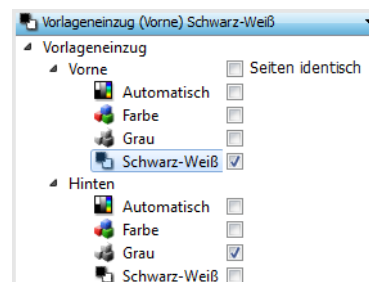 Vorlageneinzug (Vorne) Schwarz-Weiß
Vorlageneinzug
Vorne Seiten identisch
Automatisch
Farbe
Grau
Schwarz-Weiß
Hinten
Automatisch
Farbe
Grau
Schwarz-Weiß